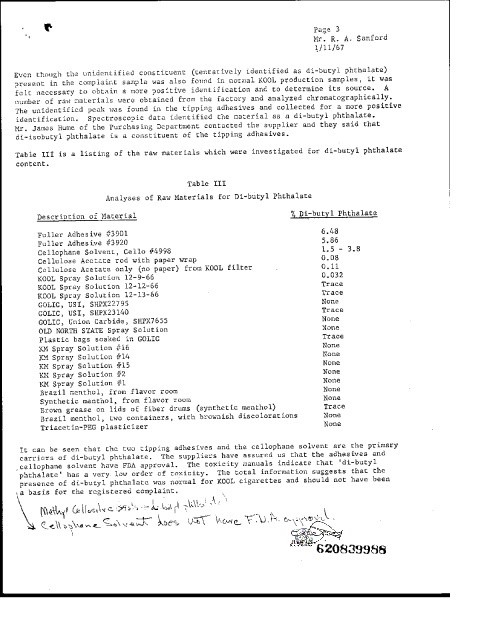 Page 3
Mr. R. A. Sanford
1/11/67
Even though the unidentified constituent (tentatively identified as di-butyl phthalate)
present in the complaint sample was also found in normal KOOL production samples, it was
felt necessary to obtain a more positive identification and to determine its source. A
number of raw materials were obtained from the factory and analyzed chromatographically.
The unidentified peak was found in the tipping adhesives and collected for a more positive
identification. Spectroscopic data identified the material as a di-butyl phthalate.
Mr. James Hume of the Purchasing Department contacted the supplier and they said that
di-isobutyl phthalate is a constituent of the tipping adhesives.
Table III is a listing of the raw materials which were investigated for di-butyl phthalate
content.
Table III
Analyses of Raw Materials for Di-butyl Phthalate
Description of Material % Di-butyl Phthalate
Fuller Adhesive #3901 6.48
Fuller Adhesive #3920 5.86
Cellophane Solvent, Cello #4998 1.5 - 3.8
Cellulose Acetate rod with paper wrap 0.08
Cellulose Acetate only (no paper) from KOOL filter 0.11
KOOL Spray Solution 12-9-66 0.032
KOOL Spray Solution 12-12-66 Trace
KOOL Spray Solution 12-13-66 Trace
GOLIC, USI, SHPX22795 None
GOLIC, USI, SHPX23140 Trace
GOLIC, Union Carbide, SHPX7655 None
OLD NORTH STATE Spray Solution None
Plastic bags soaked in GOLIC Trace
KM Spray Solution #16 None
KM Spray Solution #14 None
KM Spray Solution #15 None
KM Spray Solution #2 None
KM Spray Solution #1 None
Brazil menthol, from flavor room None
Synthetic menthol, from flavor room None
Brown grease on lids of fiber drums (synthetic menthol) Trace
Brazil menthol, two containers, with brownish discolorations None
Triacetin-PEG plasticizer None
It can be seen that the two tipping adhesives and the cellophane solvent are the primary
carriers of di-butyl phthalate. The suppliers have assured us that the adhesives and
cellophane solvent have FDA approval. The toxicity manuals indicate that 'di-butyl
phthalate' has a very low order of toxicity. The total information suggests that the
presence of di-butyl phthalate was normal for KOOL cigarettes and should not have been
a basis for the registered complaint.
Methyl Cellosolve
Cellophane Solvent does NOT have F.D.A. approval.
620839988